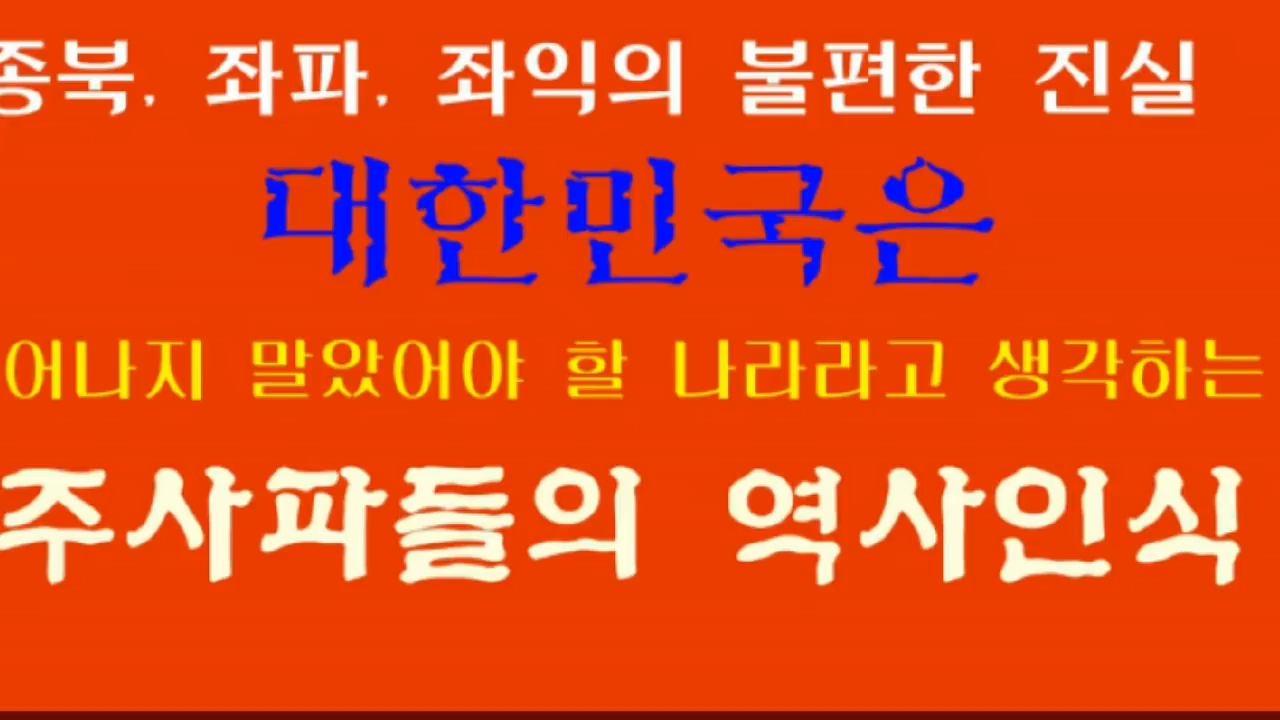 종북, 좌파, 좌익의 불편한 진실
대한민국은
어나지 말았어야 할 나라라고 생각하는
주사파들의 역사인식